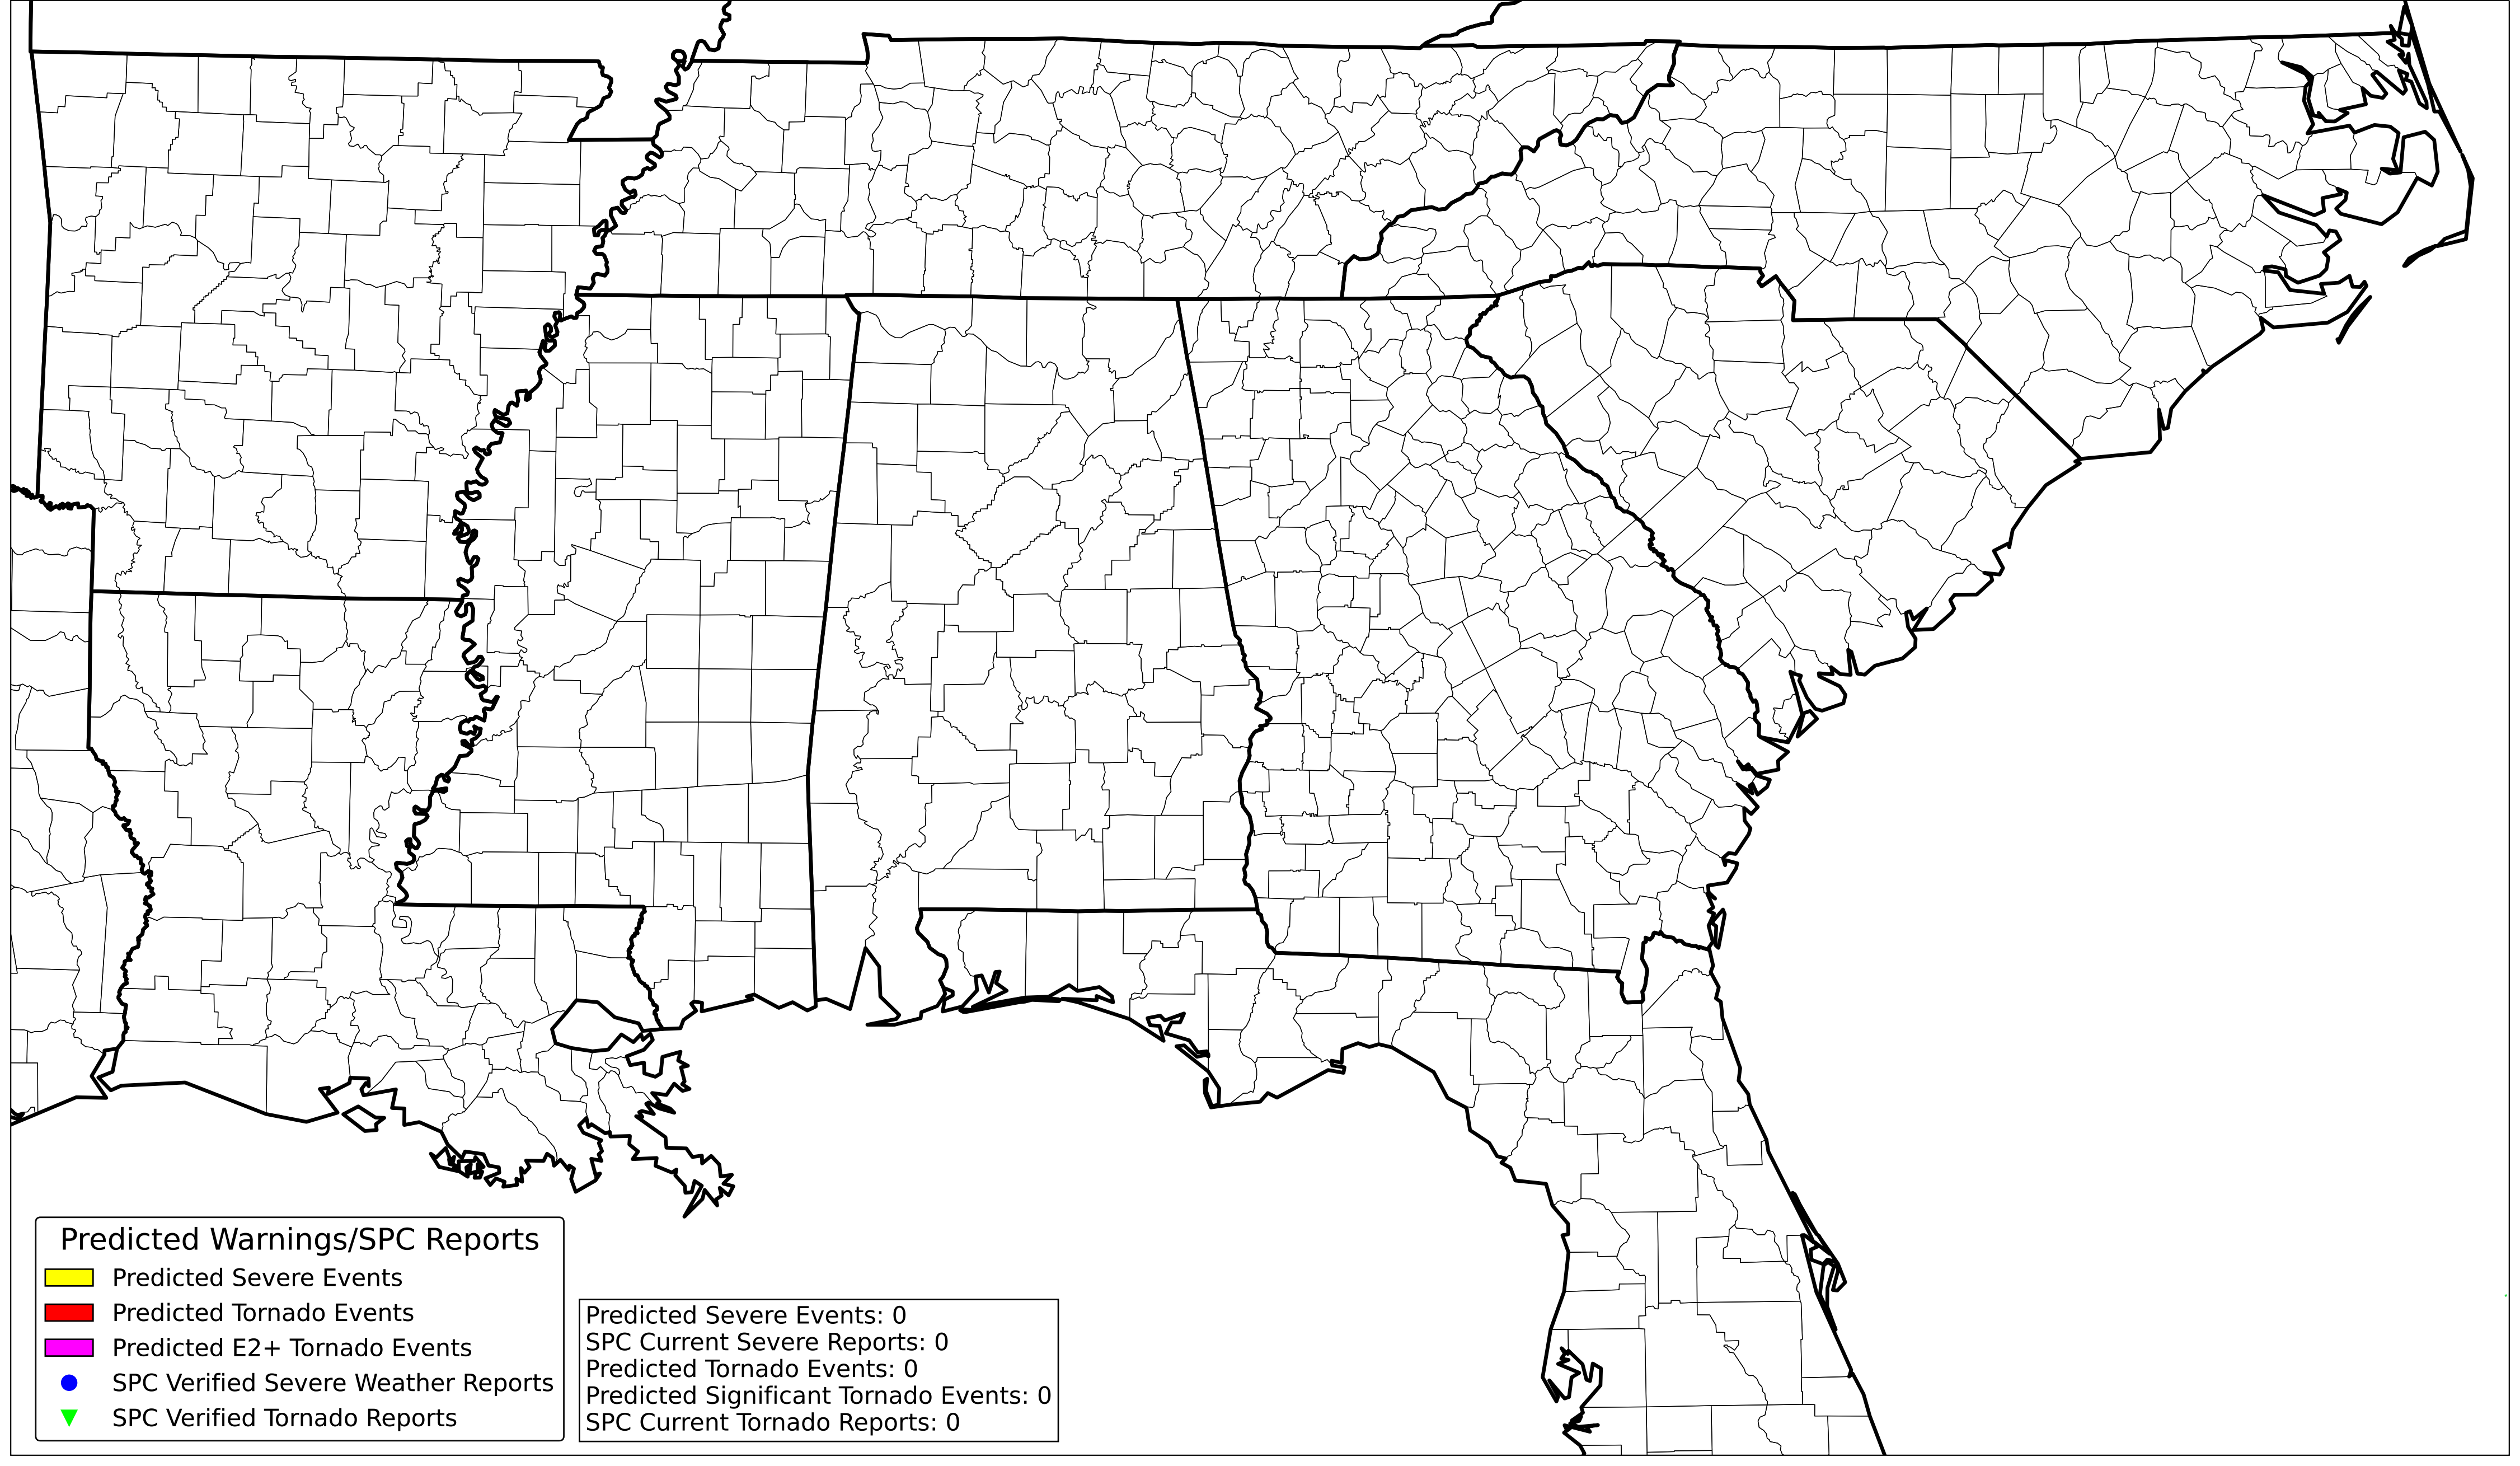 Predicted Warnings/SPC Reports
Predicted Severe Events
Predicted Tornado Events
Predicted E2+ Tornado Events
SPC Verified Severe Weather Reports
SPC Verified Tornado Reports
Predicted Severe Events: 0
SPC Current Severe Reports: 0
Predicted Tornado Events: 0
Predicted Significant Tornado Events: 0
SPC Current Tornado Reports: 0